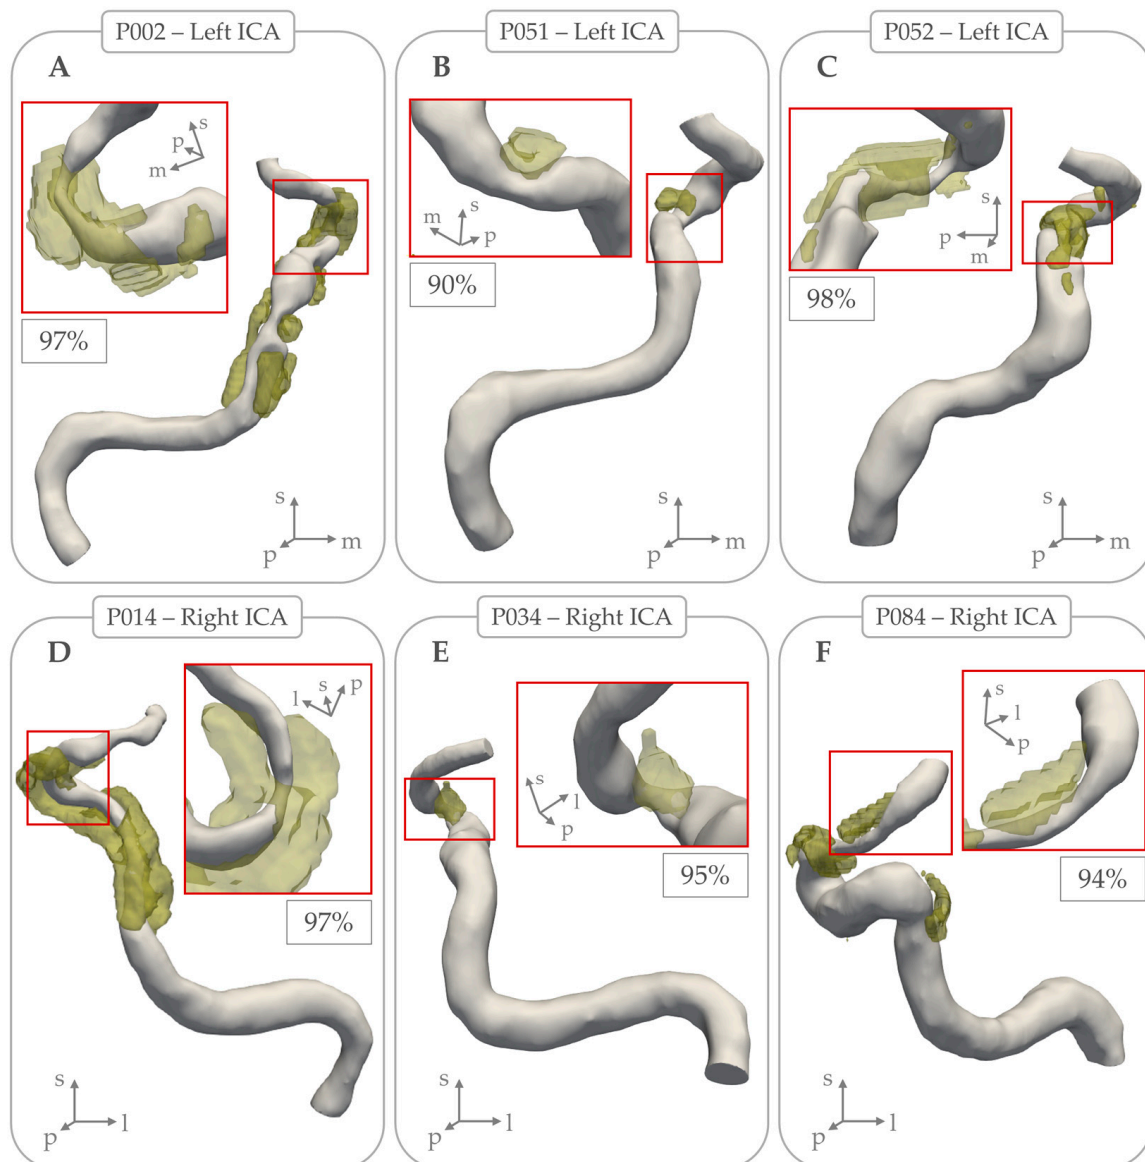 P002 – Left ICA
A
s
p
m
97%
s
p
m
P051 – Left ICA
B
m
s
p
90%
s
p
m
P052 – Left ICA
C
s
p
m
98%
s
p
m
P014 – Right ICA
D
l
s
p
97%
s
p
l
P034 – Right ICA
E
s
l
p
95%
s
p
l
P084 – Right ICA
F
s
l
p
94%
s
p
l